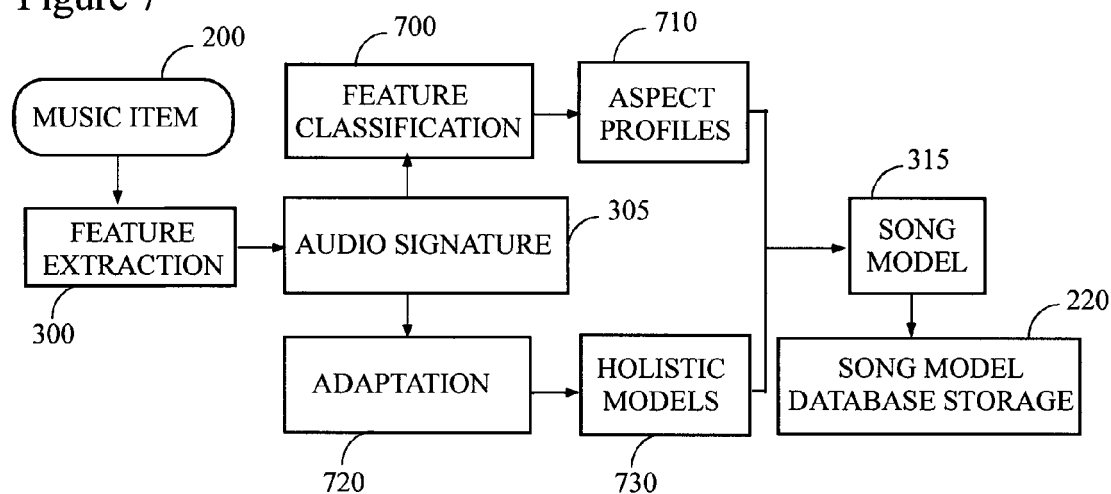 Figure 7
200
700
710
MUSIC ITEM
FEATURE
CLASSIFICATION
ASPECT
PROFILES
315
FEATURE
EXTRACTION
300
AUDIO SIGNATURE
305
SONG
MODEL
220
ADAPTATION
720
HOLISTIC
MODELS
730
SONG MODEL
DATABASE STORAGE